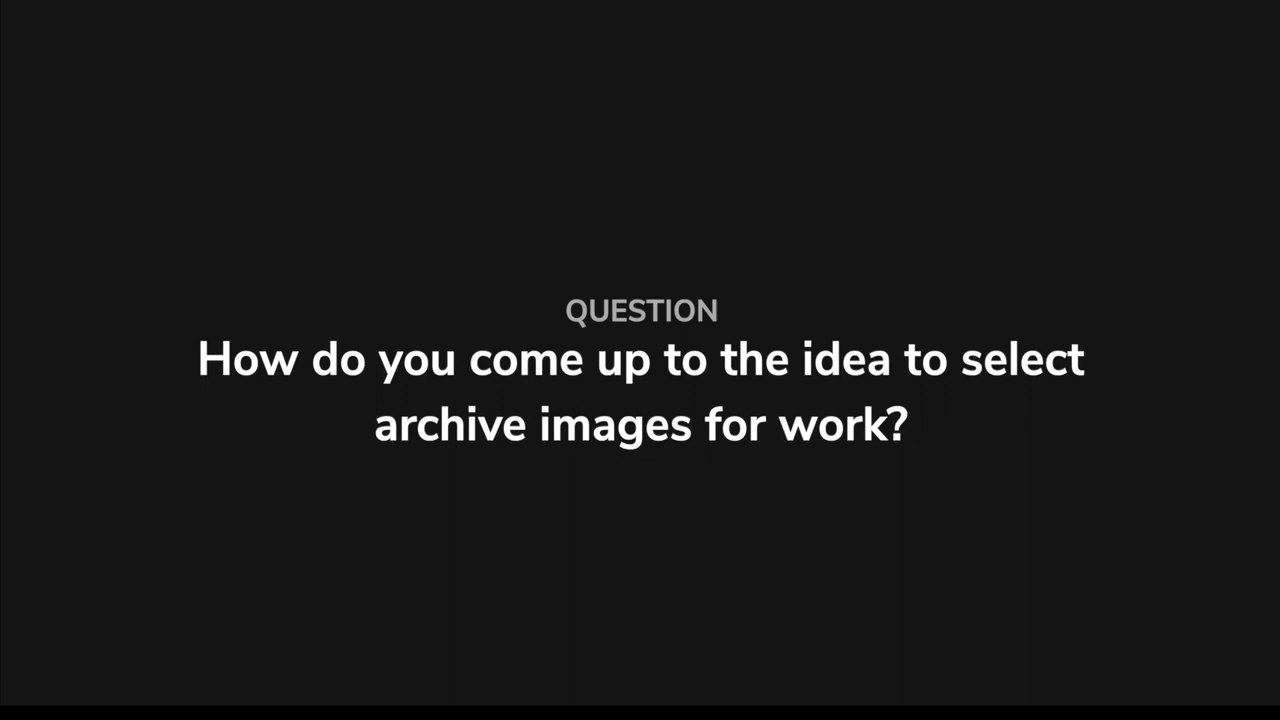 QUESTION
How do you come up to the idea to select
archive images for work?